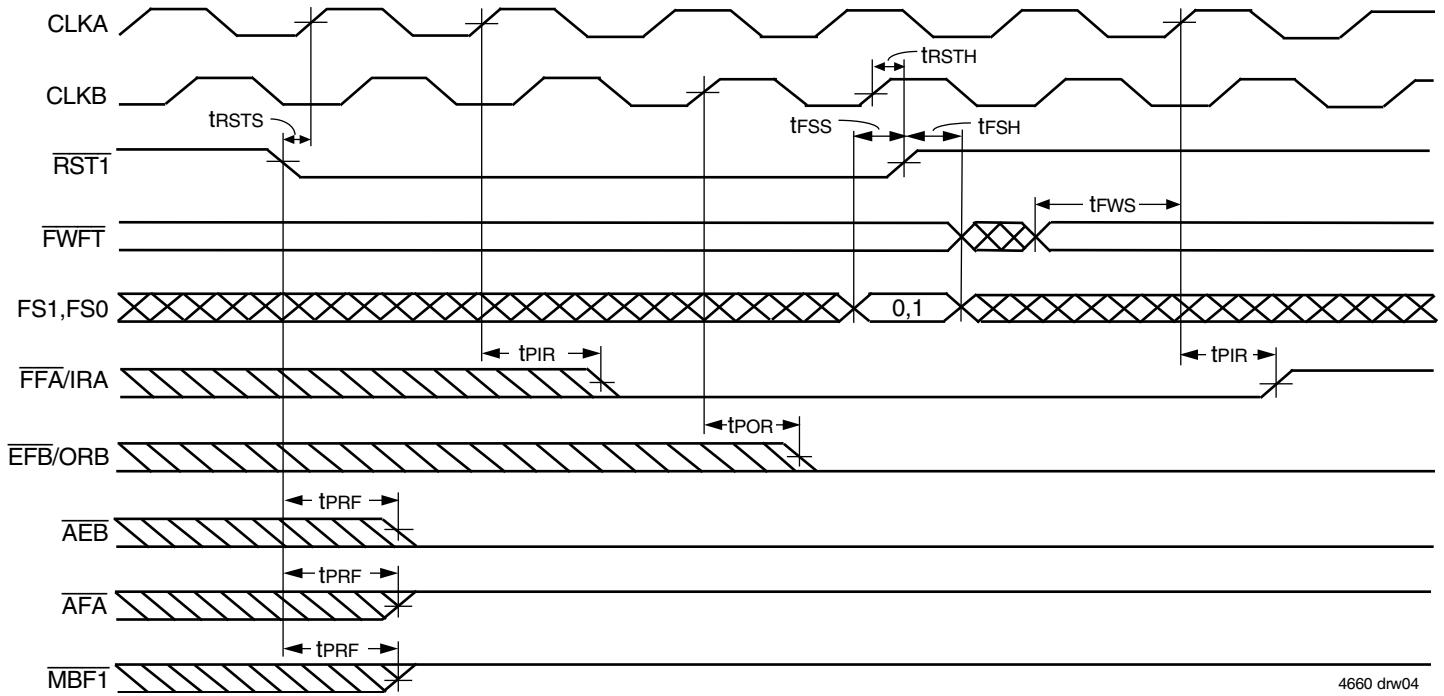 CLKA
tRSTH
CLKB
tRSTS
tFSS
tFSH
RST1
tFWS
FWFT
FS1,FS0
0,1
tPIR
tPIR
FFA/IRA
tPOR
EFB/ORB
tPRF
AEB
tPRF
AFA
tPRF
MBF1
4660 drw04